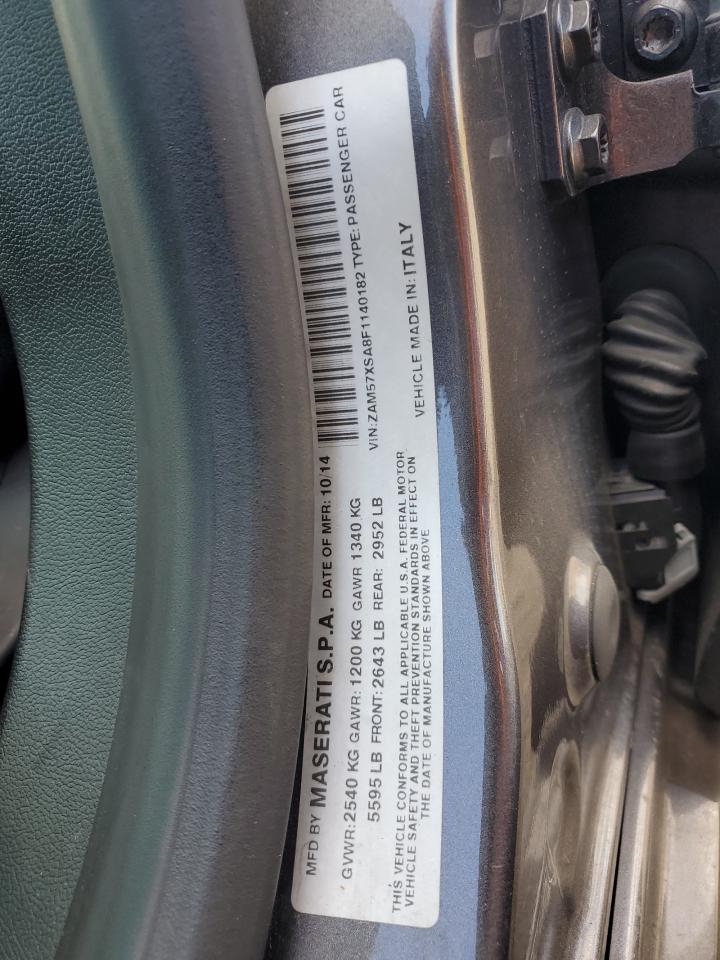 MFD BY MASERATI S.P.A. DATE OF MFR: 10/14
GVWR: 2540 KG GAWR: 1200 KG GAWR 1340 KG
5595 LB FRONT: 2643 LB REAR: 2952 LB
VIN: ZAM57XSA8F1140182 TYPE: PASSENGER CAR
THIS VEHICLE CONFORMS TO ALL APPLICABLE U.S.A. FEDERAL MOTOR
VEHICLE SAFETY AND THEFT PREVENTION STANDARDS IN EFFECT ON
THE DATE OF MANUFACTURE SHOWN ABOVE
VEHICLE MADE IN: ITALY